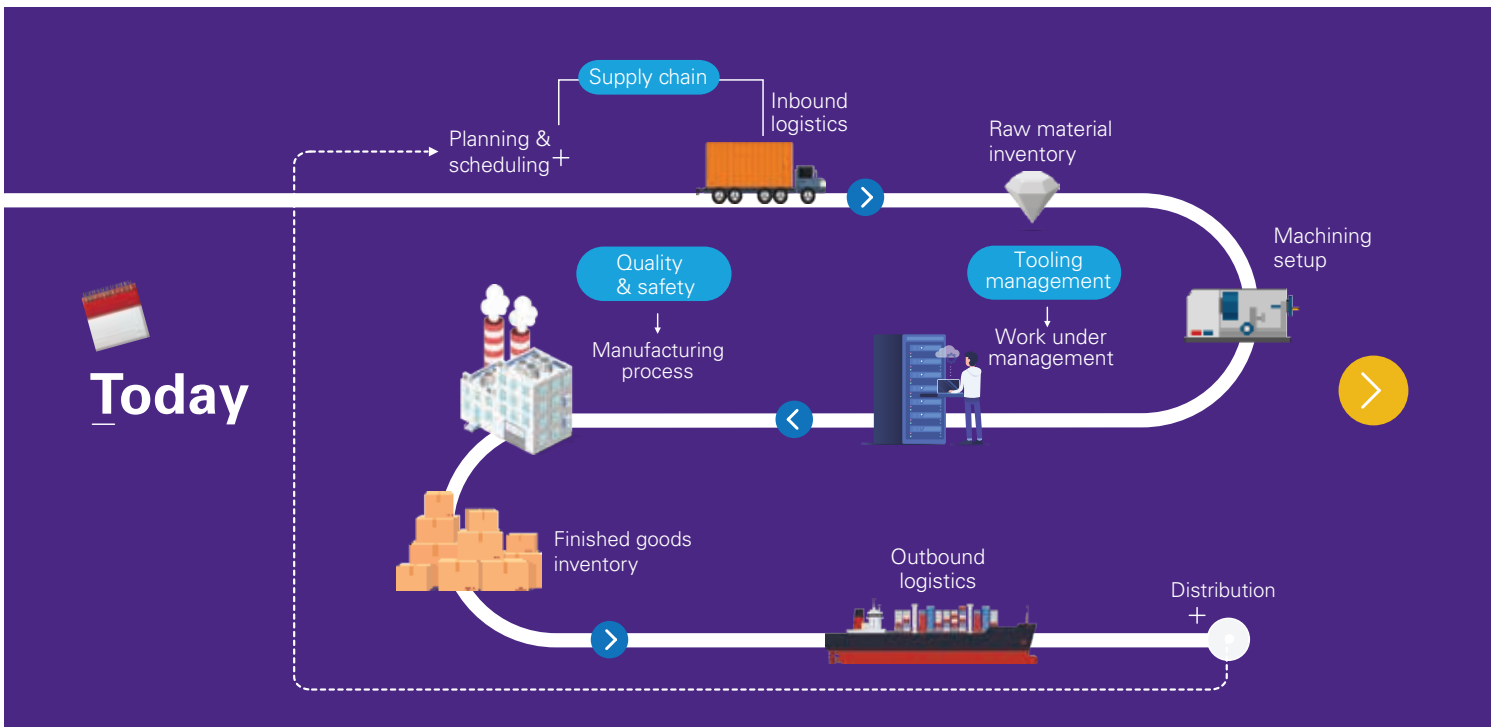 Supply chain
Planning &
scheduling
Inbound
logistics
Raw material
inventory
Machining
setup
Tooling
management
Work under
management
Quality
& safety
Manufacturing
process
Today
Finished goods
inventory
Outbound
logistics
Distribution